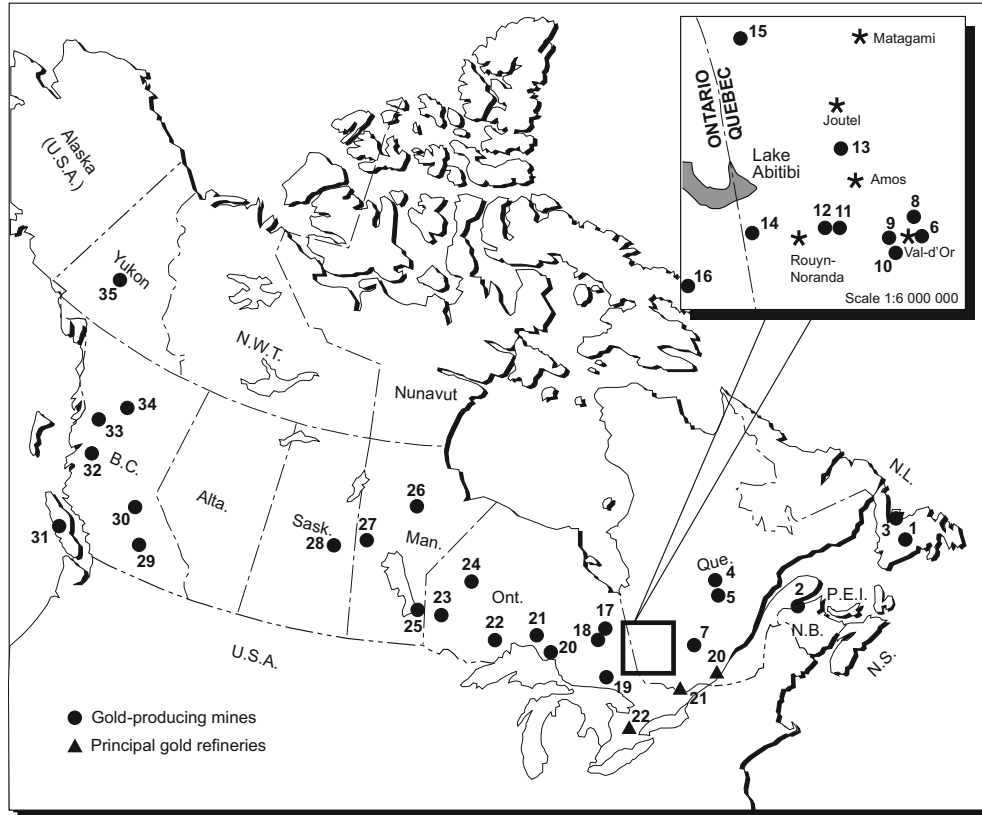 Alaska
(U.S.A.)
Yukon
35
N.W.T.
Nunavut
34
33
32
B.C.
Alta.
30
31
29
Sask.
28
27
26
Man.
25
24
23
Ont.
22
21
20
17
18
19
U.S.A.
Que.
4
5
7
20
21
22
N.L.
3
1
2
P.E.I.
N.B.
N.S.
15
Matagami
ONTARIO
QUEBEC
Joutel
13
Lake
Abitibi
Amos
8
14
12
11
9
6
Rouyn-
Noranda
Val-d'Or
10
16
Scale 1:6 000 000
Gold-producing mines
Principal gold refineries